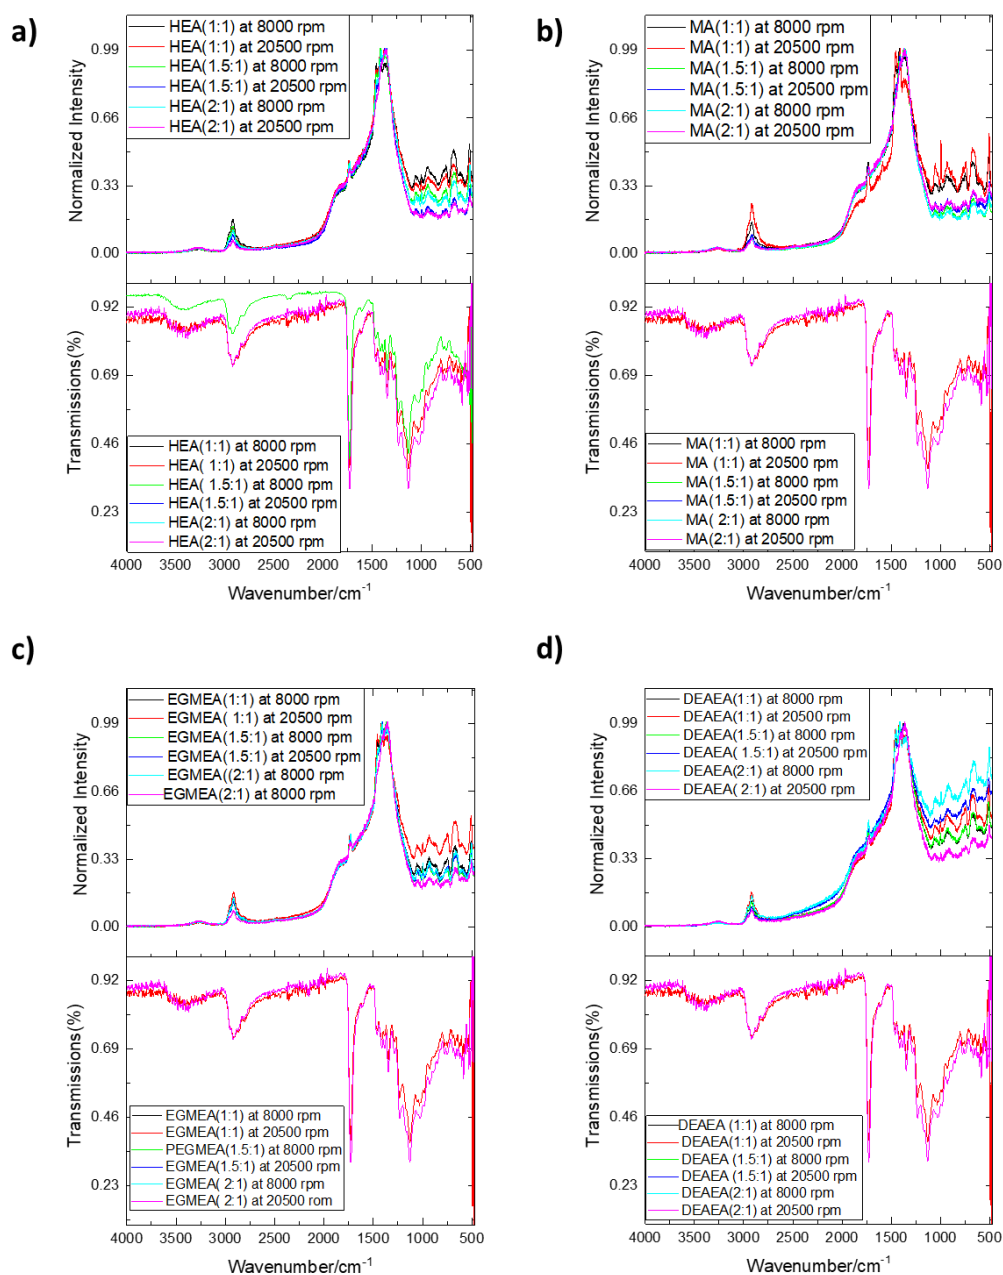 a)
HEA(1:1) at 8000 rpm
HEA(1:1) at 20500 rpm
HEA(1.5:1) at 8000 rpm
HEA(1.5:1) at 20500 rpm
HEA(2:1) at 8000 rpm
HEA(2:1) at 20500 rpm
Normalized Intensity
0.99
0.66
0.33
0.00
Transmissions(%)
0.92
0.69
0.46
0.23
HEA(1:1) at 8000 rpm
HEA( 1:1) at 20500 rpm
HEA( 1.5:1) at 8000 rpm
HEA(1.5:1) at 20500 rpm
HEA(2:1) at 8000 rpm
HEA(2:1) at 20500 rpm
4000 3500 3000 2500 2000 1500 1000 500
Wavenumber/cm-1
b)
MA(1:1) at 8000 rpm
MA(1:1) at 20500 rpm
MA(1.5:1) at 8000 rpm
MA(1.5:1) at 20500 rpm
MA(2:1) at 8000 rpm
MA(2:1) at 20500 rpm
Normalized Intensity
0.99
0.66
0.33
0.00
Transmissions(%)
0.92
0.69
0.46
0.23
MA(1:1) at 8000 rpm
MA (1:1) at 20500 rpm
MA(1.5:1) at 8000 rpm
MA(1.5:1) at 20500 rpm
MA( 2:1) at 8000 rpm
MA(2:1) at 20500 rpm
4000 3500 3000 2500 2000 1500 1000 500
Wavenumber/cm-1
c)
EGMEA(1:1) at 8000 rpm
EGMEA( 1:1) at 20500 rpm
EGMEA(1.5:1) at 8000 rpm
EGMEA(1.5:1) at 20500 rpm
EGMEA((2:1) at 8000 rpm
EGMEA(2:1) at 8000 rpm
Normalized Intensity
0.99
0.66
0.33
0.00
Transmissions(%)
0.92
0.69
0.46
0.23
EGMEA(1:1) at 8000 rpm
EGMEA(1:1) at 20500 rpm
PEGMEA(1.5:1) at 8000 rpm
EGMEA(1.5:1) at 20500 rpm
EGMEA( 2:1) at 8000 rpm
EGMEA( 2:1) at 20500 rom
4000 3500 3000 2500 2000 1500 1000 500
Wavenumber/cm-1
d)
DEAEA(1:1) at 8000 rpm
DEAEA(1:1) at 20500 rpm
DEAEA(1.5:1) at 8000 rpm
DEAEA( 1.5:1) at 20500 rpm
DEAEA(2:1) at 8000 rpm
DEAEA( 2:1) at 20500 rpm
Normalized Intensity
0.99
0.66
0.33
0.00
Transmissions(%)
0.92
0.69
0.46
0.23
DEAEA (1:1) at 8000 rpm
DEAEA(1:1) at 20500 rpm
DEAEA (1.5:1) at 8000 rpm
DEAEA (1.5:1) at 20500 rpm
DEAEA(2:1) at 8000 rpm
DEAEA(2:1) at 20500 rpm
4000 3500 3000 2500 2000 1500 1000 500
Wavenumber/cm-1